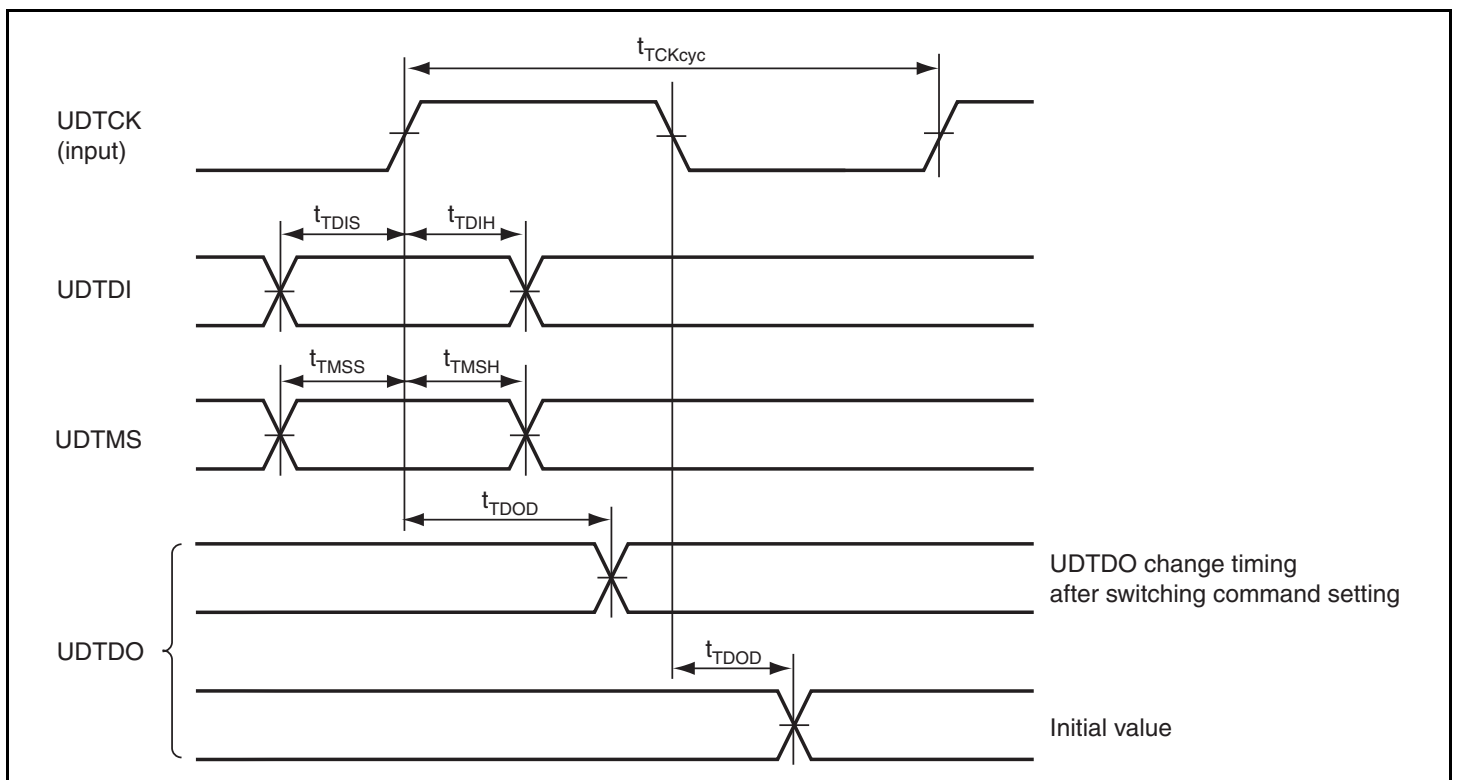 tTCKcyc
UDTCK
(input)
tTDIS
tTDIH
UDTDI
tTMSS
tTMSH
UDTMS
tTDOD
UDTDO change timing
after switching command setting
UDTDO
tTDOD
Initial value